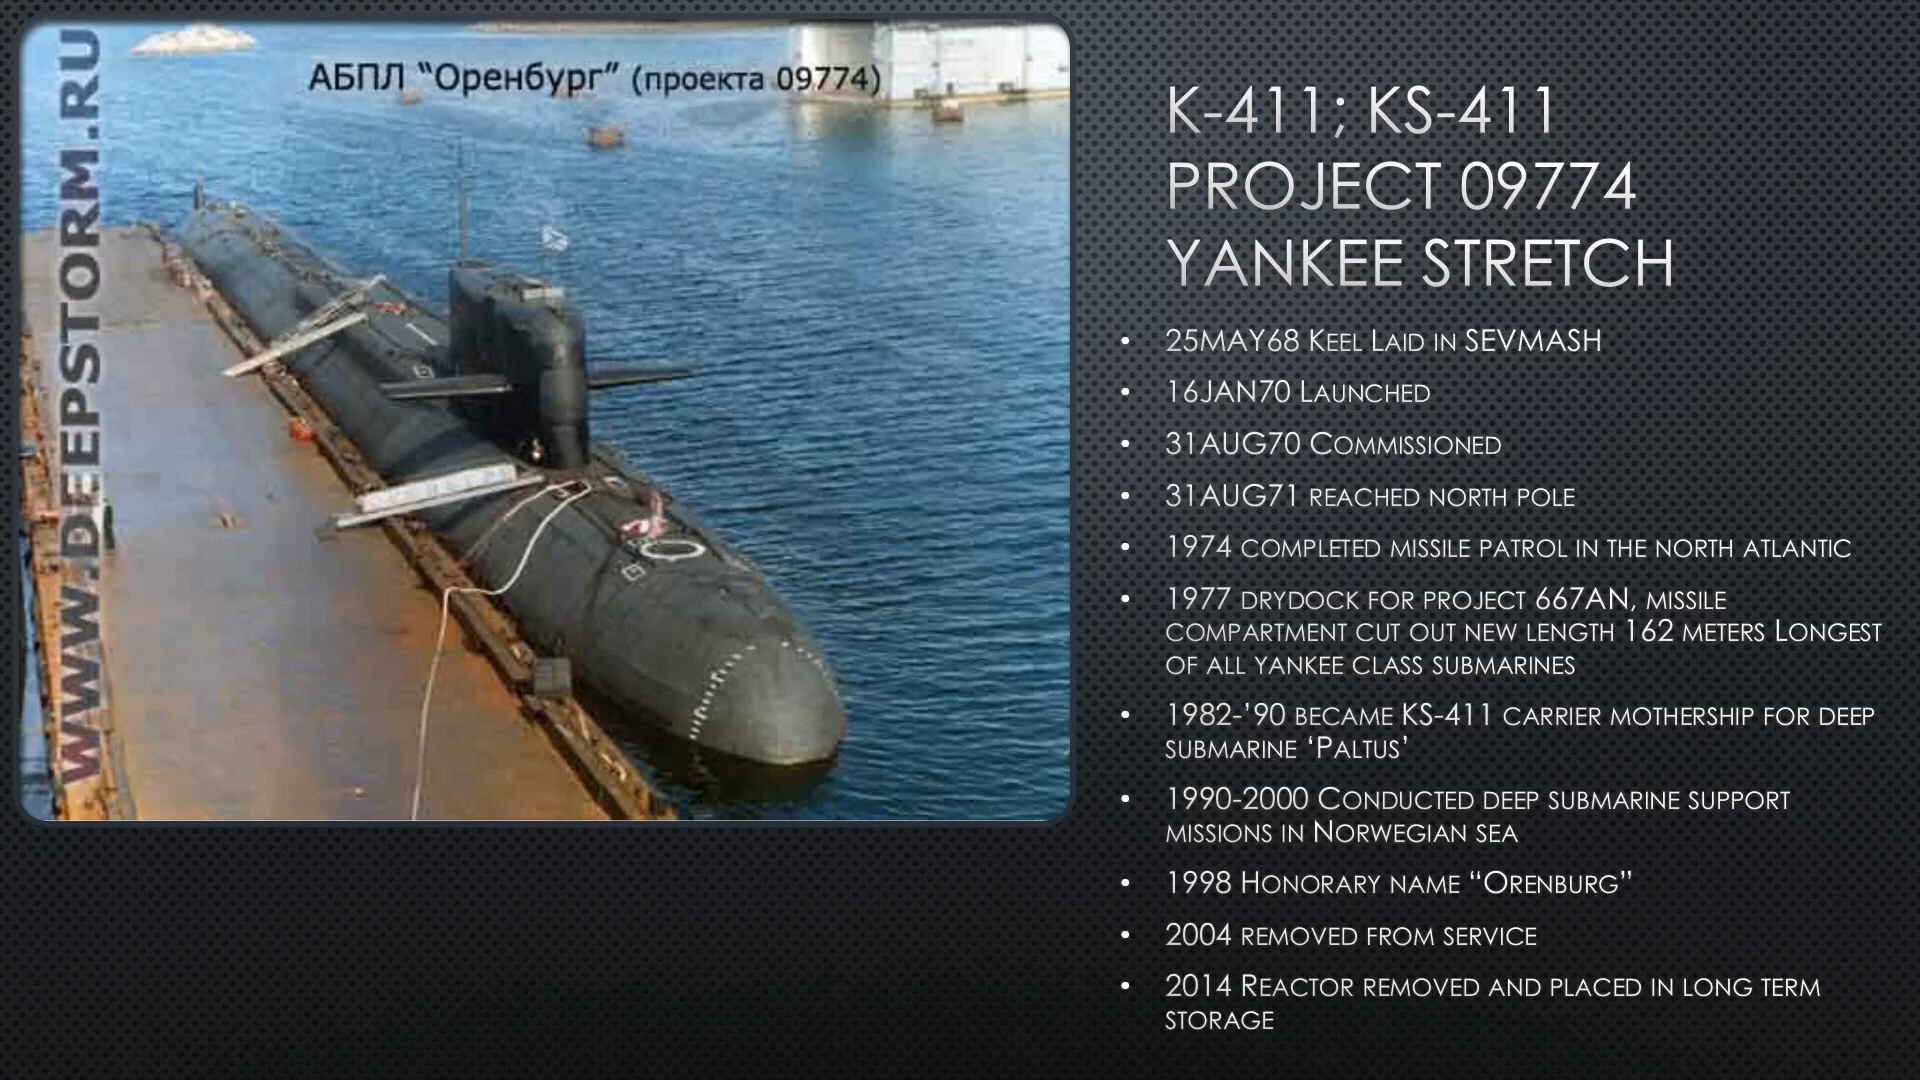 WWW.DEEPSTORM.RU
АБПЛ “Оренбург” (проекта 09774)
K-411; KS-411
PROJECT 09774
YANKEE STRETCH
• 25MAY68 KEEL LAID IN SEVMASH
• 16JAN70 LAUNCHED
• 31AUG70 COMMISSIONED
• 31AUG71 REACHED NORTH POLE
• 1974 COMPLETED MISSILE PATROL IN THE NORTH ATLANTIC
• 1977 DRYDOCK FOR PROJECT 667AN, MISSILE
COMPARTMENT CUT OUT NEW LENGTH 162 METERS LONGEST
OF ALL YANKEE CLASS SUBMARINES
• 1982-’90 BECAME KS-411 CARRIER MOTHERSHIP FOR DEEP
SUBMARINE ‘PALTUS’
• 1990-2000 CONDUCTED DEEP SUBMARINE SUPPORT
MISSIONS IN NORWEGIAN SEA
• 1998 HONORARY NAME “ORENBURG”
• 2004 REMOVED FROM SERVICE
• 2014 REACTOR REMOVED AND PLACED IN LONG TERM
STORAGE